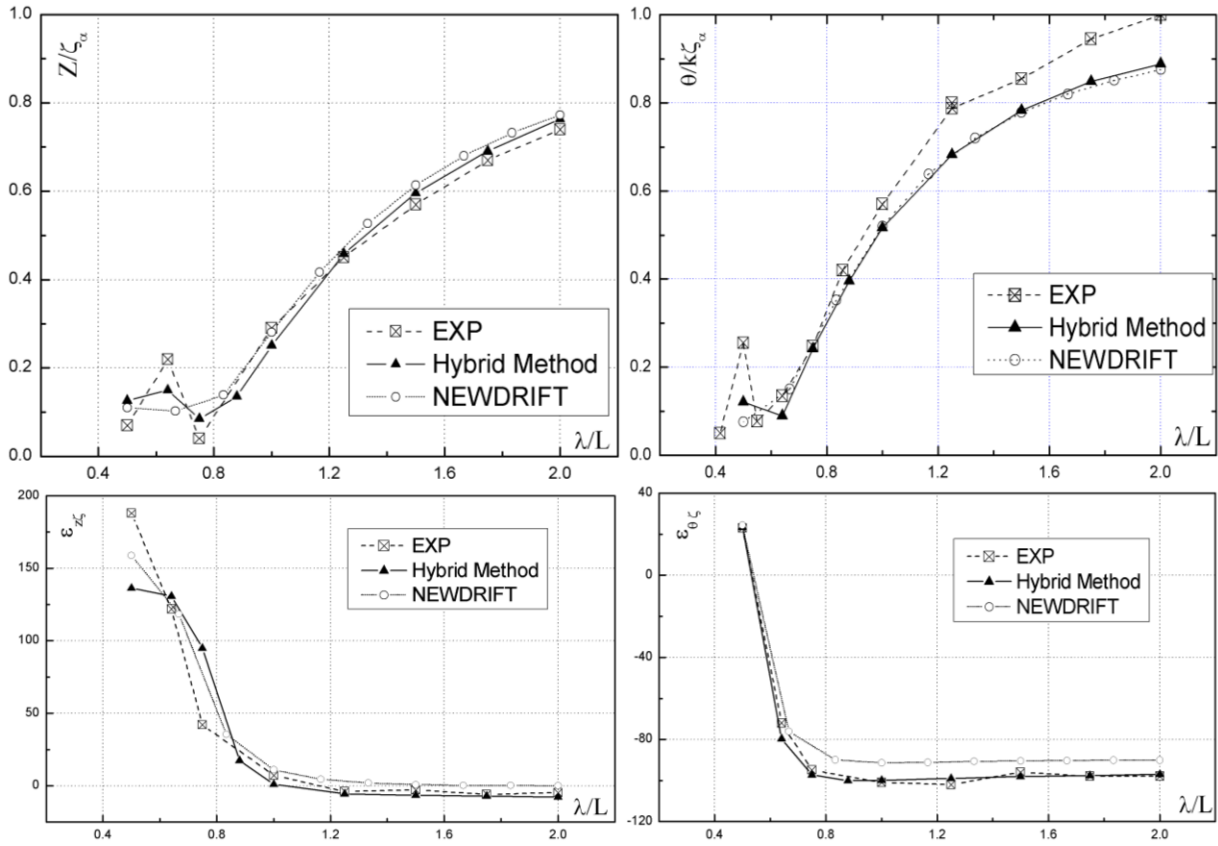 1.0
0.8
0.6
0.4
0.2
0.0
Z/ζα
EXP
Hybrid Method
NEWDRIFT
λ/L
0.4 0.8 1.2 1.6 2.0
1.0
0.8
0.6
0.4
0.2
0.0
θ/kζα
EXP
Hybrid Method
NEWDRIFT
λ/L
0.4 0.8 1.2 1.6 2.0
200
150
100
50
0
εzζ
EXP
Hybrid Method
NEWDRIFT
λ/L
0.4 0.8 1.2 1.6 2.0
40
0
-40
-80
-120
εθζ
EXP
Hybrid Method
NEWDRIFT
λ/L
0.4 0.8 1.2 1.6 2.0